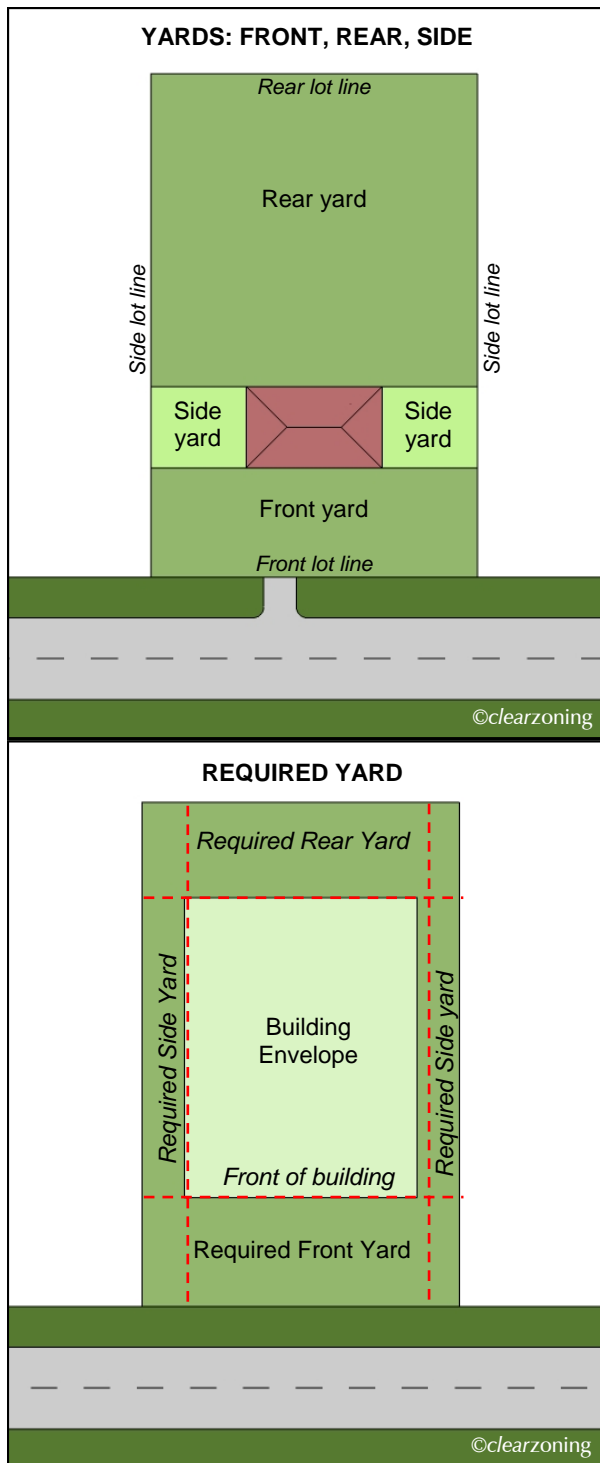 YARDS: FRONT, REAR, SIDE
Rear lot line
Rear yard
Side lot line
Side lot line
Side
yard
Side
yard
Front yard
Front lot line
©clearzoning
REQUIRED YARD
Required Rear Yard
Required Side Yard
Building
Envelope
Required Side yard
Front of building
Required Front Yard
©clearzoning